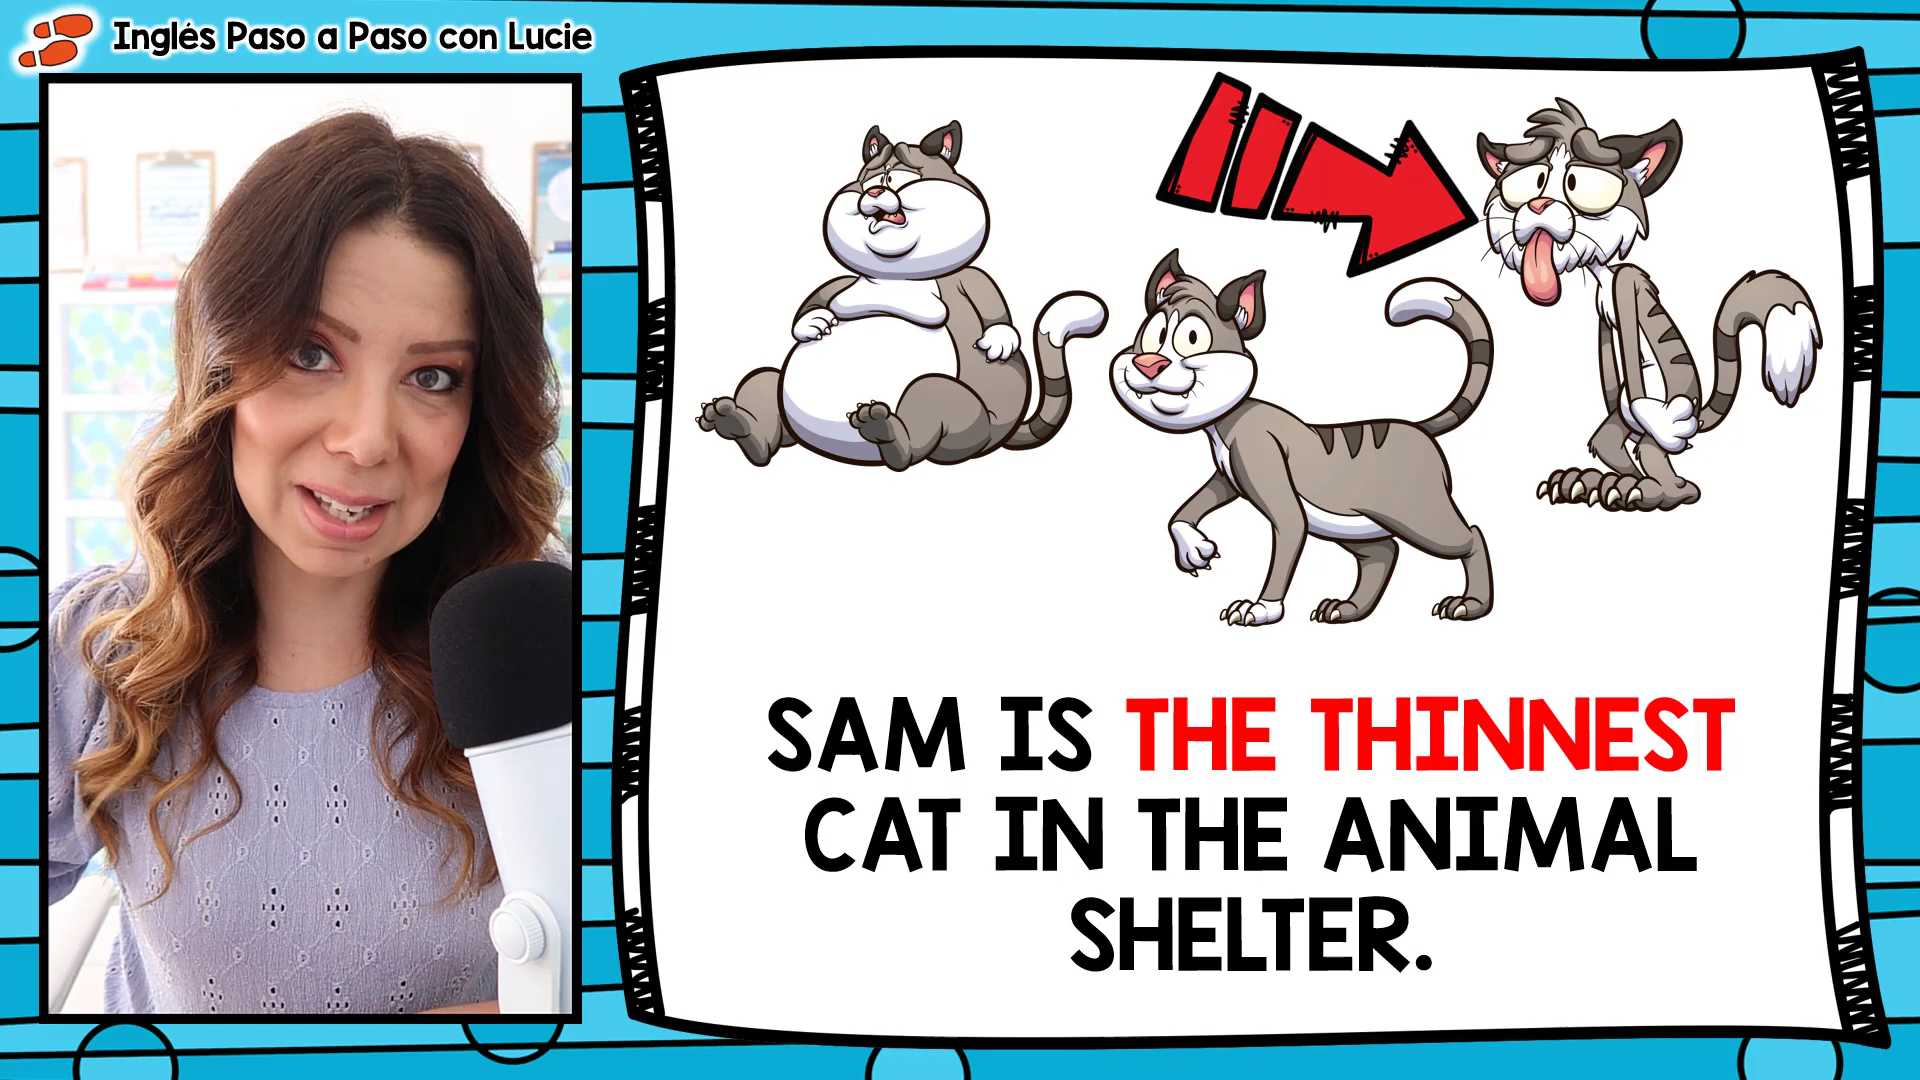 Inglés Paso a Paso con Lucie
SAM IS THE THINNEST
CAT IN THE ANIMAL
SHELTER.